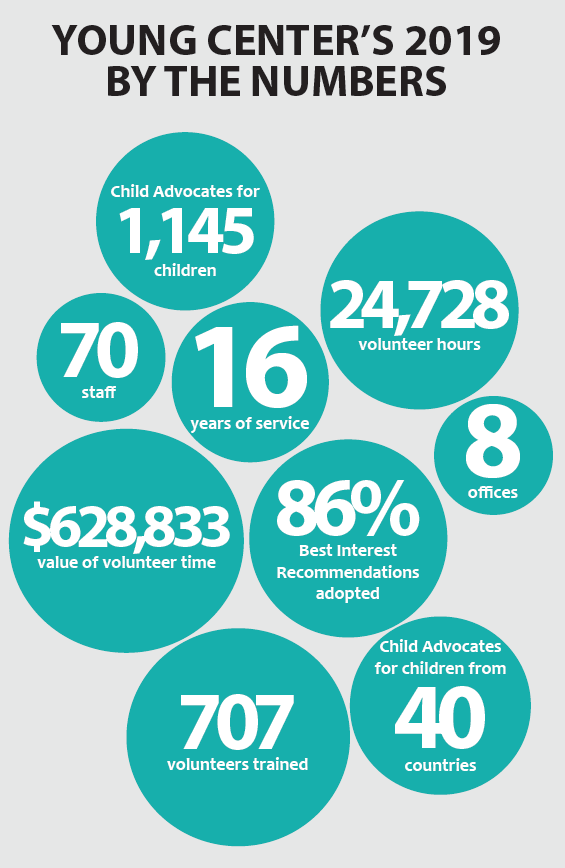 YOUNG CENTER’S 2019
BY THE NUMBERS
Child Advocates for
1,145
children
24,728
volunteer hours
70
staff
16
years of service
8
offices
$628,833
value of volunteer time
86%
Best Interest
Recommendations
adopted
Child Advocates
for children from
40
countries
707
volunteers trained